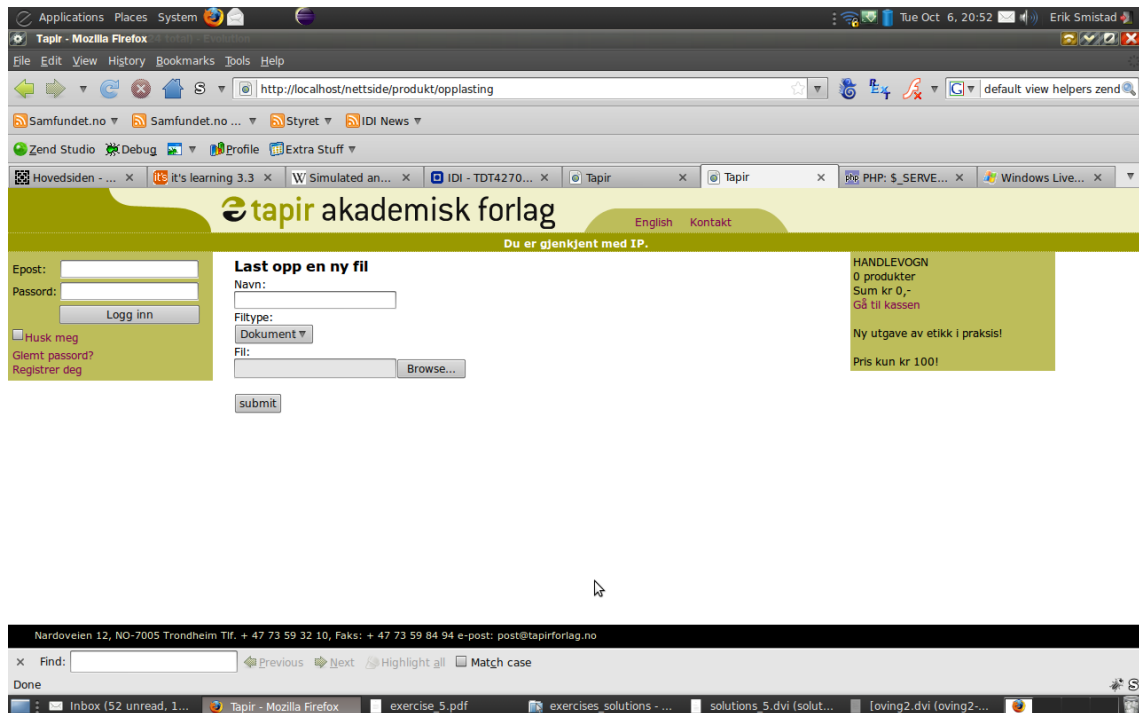 Applications Places System Tue Oct 6, 20:52 Erik Smistad
Tapir - Mozilla Firefox
File Edit View History Bookmarks Tools Help
S http://localhost/nettside/produkt/opplasting G default view helpers zend
Samfundet.no Samfundet.no ... Styret IDI News
Zend Studio Debug Profile Extra Stuff
Hovedsiden - ... it's learning 3.3 W Simulated an... IDI - TDT4270... Tapir Tapir PHP: $_SERVE... Windows Live...
tapir akademisk forlag
English Kontakt
Du er gjenkjent med IP.
Epost:
Passord:
Logg inn
Husk meg
Glemt passord?
Registrer deg
Last opp en ny fil
Navn:
Filtype:
Dokument
Fil:
Browse...
submit
HANDLEVOGN
0 produkter
Sum kr 0,-
Gå til kassen
Ny utgave av etikk i praksis!
Pris kun kr 100!
Nardoveien 12, NO-7005 Trondheim Tlf. + 47 73 59 32 10, Faks: + 47 73 59 84 94 e-post: post@tapirforlag.no
Find: Previous Next Highlight all Match case
Done S
Inbox (52 unread, 1... Tapir - Mozilla Firefox exercise_5.pdf exercises_solutions - ... solutions_5.dvi (solut... [oving2.dvi (oving2-...